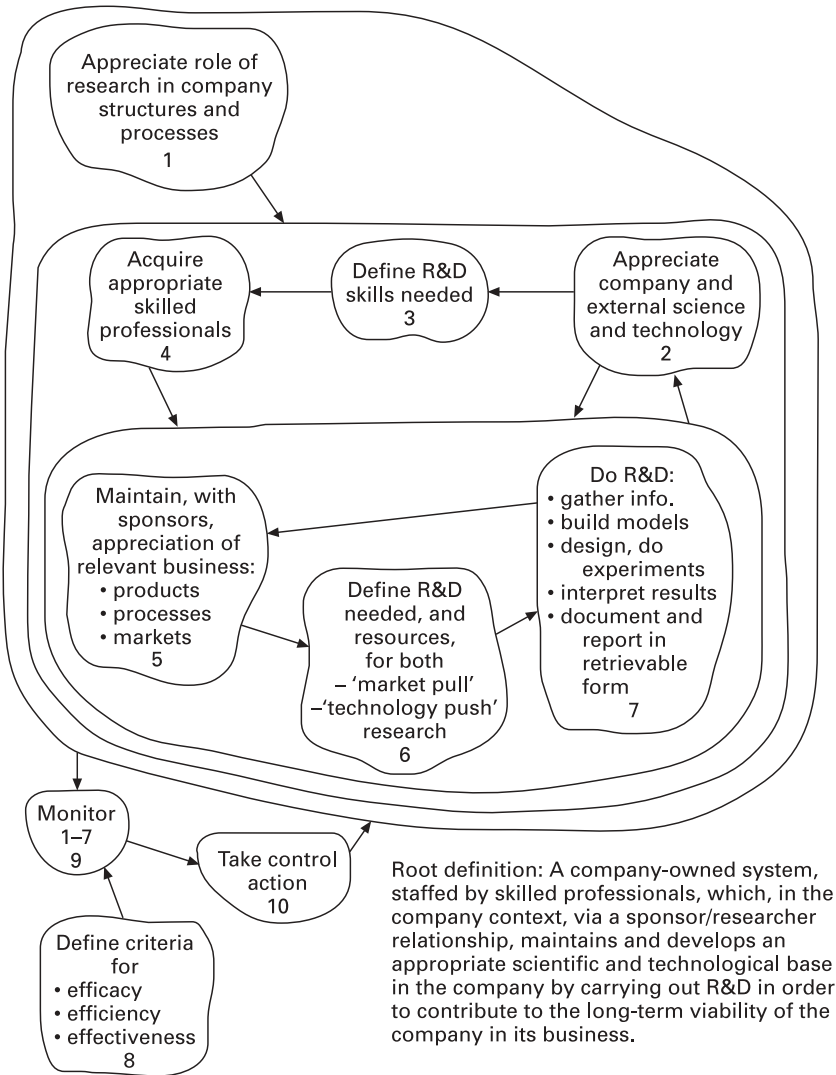 Appreciate role of
research in company
structures and
processes
1
Acquire
appropriate
skilled
professionals
4
Define R&D
skills needed
3
Appreciate
company and
external science
and technology
2
Maintain, with
sponsors,
appreciation of
relevant business:
• products
• processes
• markets
5
Define R&D
needed, and
resources,
for both
– ‘market pull’
–‘technology push’
research
6
Do R&D:
• gather info.
• build models
• design, do
experiments
• interpret results
• document and
report in
retrievable
form
7
Monitor
1–7
9
Take control
action
10
Define criteria
for
• efficacy
• efficiency
• effectiveness
8
Root definition: A company-owned system,
staffed by skilled professionals, which, in the
company context, via a sponsor/researcher
relationship, maintains and develops an
appropriate scientific and technological base
in the company by carrying out R&D in order
to contribute to the long-term viability of the
company in its business.